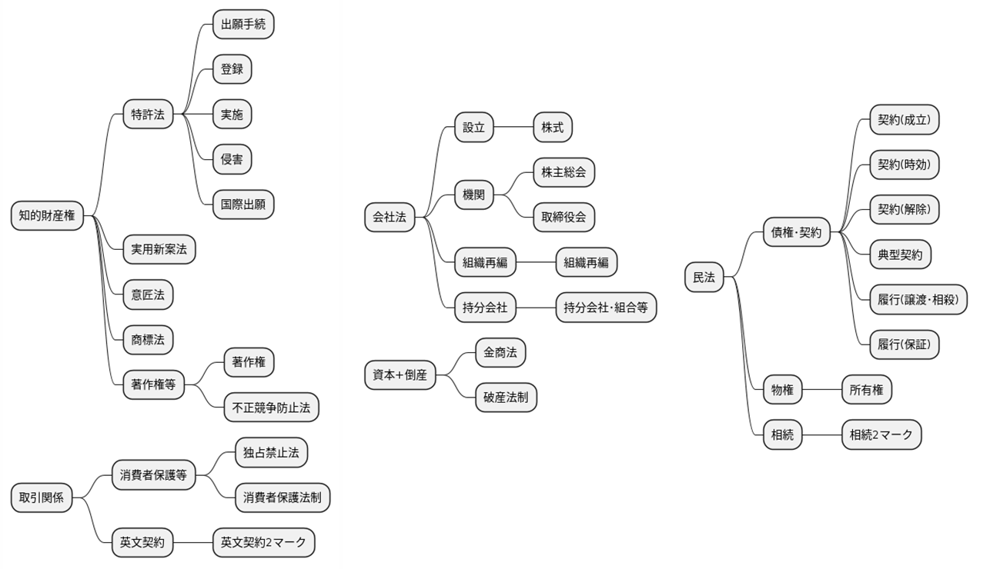 知的財産権
特許法
出願手続
登録
実施
侵害
国際出願
実用新案法
意匠法
商標法
著作権等
著作権
不正競争防止法
取引関係
消費者保護等
独占禁止法
消費者保護法制
英文契約
英文契約2マーク
会社法
設立
株式
機関
株主総会
取締役会
組織再編
組織再編
持分会社
持分会社･組合等
資本+倒産
金商法
破産法制
民法
債権･契約
契約(成立)
契約(時効)
契約(解除)
典型契約
履行(譲渡･相殺)
履行(保証)
物権
所有権
相続
相続2マーク